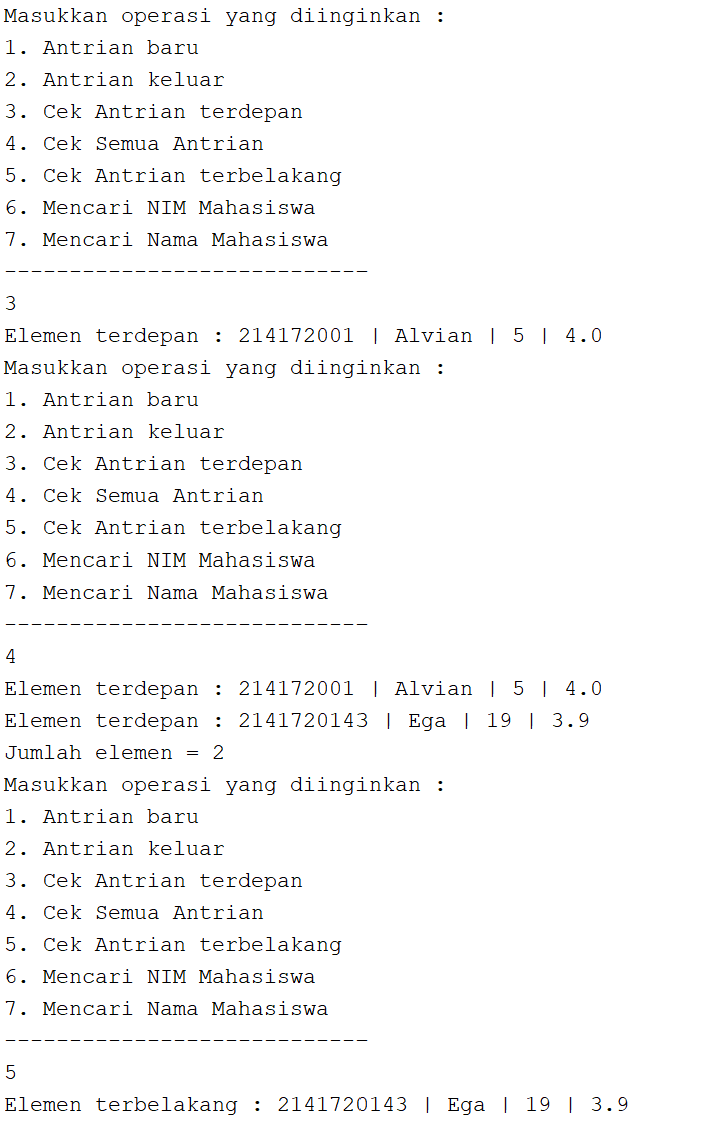 Masukkan operasi yang diinginkan :
1. Antrian baru
2. Antrian keluar
3. Cek Antrian terdepan
4. Cek Semua Antrian
5. Cek Antrian terbelakang
6. Mencari NIM Mahasiswa
7. Mencari Nama Mahasiswa
----------------------------
3
Elemen terdepan : 214172001 | Alvian | 5 | 4.0
Masukkan operasi yang diinginkan :
1. Antrian baru
2. Antrian keluar
3. Cek Antrian terdepan
4. Cek Semua Antrian
5. Cek Antrian terbelakang
6. Mencari NIM Mahasiswa
7. Mencari Nama Mahasiswa
----------------------------
4
Elemen terdepan : 214172001 | Alvian | 5 | 4.0
Elemen terdepan : 2141720143 | Ega | 19 | 3.9
Jumlah elemen = 2
Masukkan operasi yang diinginkan :
1. Antrian baru
2. Antrian keluar
3. Cek Antrian terdepan
4. Cek Semua Antrian
5. Cek Antrian terbelakang
6. Mencari NIM Mahasiswa
7. Mencari Nama Mahasiswa
----------------------------
5
Elemen terbelakang : 2141720143 | Ega | 19 | 3.9